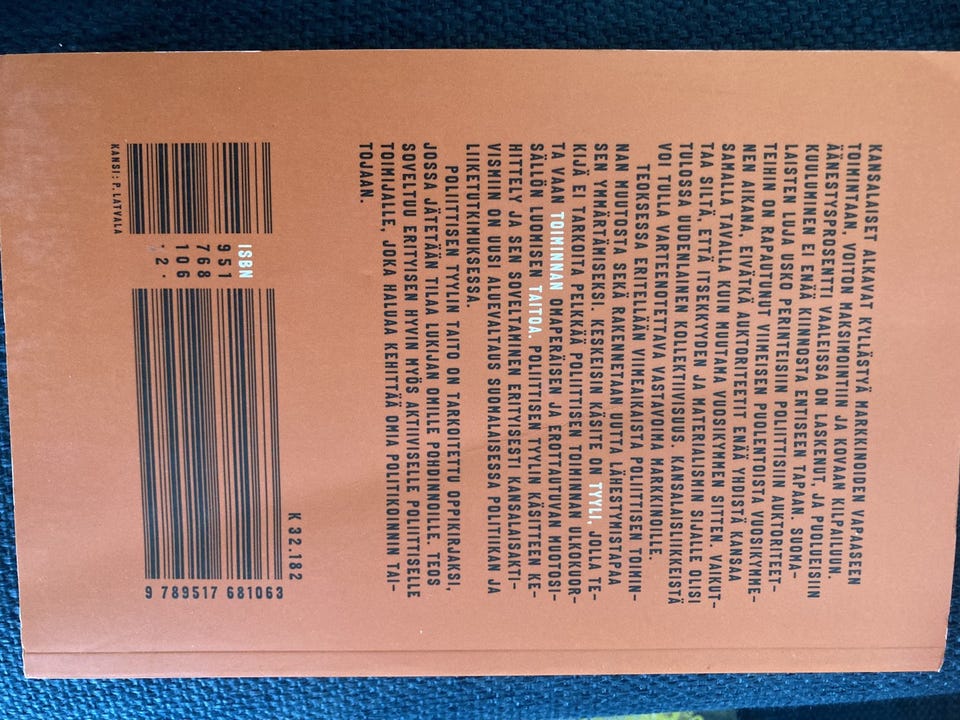 KANSALAISET ALKAVAT KYLLÄSTYÄ MARKKINOIDEN VAPAASEEN
TOIMINTAAN, VOITON MAKSIMOINTIIN JA KOVAAN KILPAILUUN.
ÄÄNESTYSPROSENTTI VAALEISSA ON LASKENUT, JA PUOLUEISIIN
KUULUMINEN EI ENÄÄ KIINNOSTA ENTISEEN TAPAAN. SUOMA-
LAISTEN LUJA USKO PERINTEISIIN POLIITTISIIN AUKTORITEET-
TEIHIN ON RAPAUTUNUT VIIMEISEN PUOLENTOISTA VUOSIKYMME-
NEN AIKANA, EIVÄTKÄ AUKTORITEETIT ENÄÄ YHDISTÄ KANSAA
SAMALLA TAVALLA KUIN MUUTAMA VUOSIKYMMEN SITTEN. VAIKUT-
TAA SILTÄ, ETTÄ ITSEKKYYDEN JA MATERIALISMIN SIJALLE OLISI
TULOSSA UUDENLAINEN KOLLEKTIIVISUUS. KANSALAISLIIKKEISTÄ
VOI TULLA VARTEENOTETTAVA VASTAVOIMA MARKKINOILLE.
TEOKSESSA ERITELLÄÄN VIIMEAIKAISTA POLIITTISEN TOIMIN-
NAN MUUTOSTA SEKÄ RAKENNETAAN UUTTA LÄHESTYMISTAPAA
SEN YMMÄRTÄMISEKSI. KESKEISIN KÄSITE ON TYYLI, JOLLA TE-
KIJÄ EI TARKOITA PELKKÄÄ POLIITTISEN TOIMINNAN ULKOKUOR-
TA VAAN TOIMINNAN OMAPERÄISEN JA EROTTAUTUVAN MUOTOSI-
SÄLLÖN LUOMISEN TAITOA. POLIITTISEN TYYLIN KÄSITTEEN KE-
HITTELY JA SEN SOVELTAMINEN ERITYISESTI KANSALAISAKTI-
VISMIIN ON UUSI ALUEVALTAUS SUOMALAISESSA POLITIIKAN JA
LIIKETUTKIMUKSESSA.
POLIITTISEN TYYLIN TAITO ON TARKOITETTU OPPIKIRJAKSI,
JOSSA JÄTETÄÄN TILAA LUKIJAN OMILLE POHDINNOILLE. TEOS
SOVELTUU ERITYISEN HYVIN MYÖS AKTIIVISELLE POLIITTISELLE
TOIMIJALLE, JOKA HALUAA KEHITTÄÄ OMIA POLITIKOINNIN TAI-
TOJAAN.
K 32.182
ISBN
951
768
106
9 789517 681063
KANSI: P. LATVALA